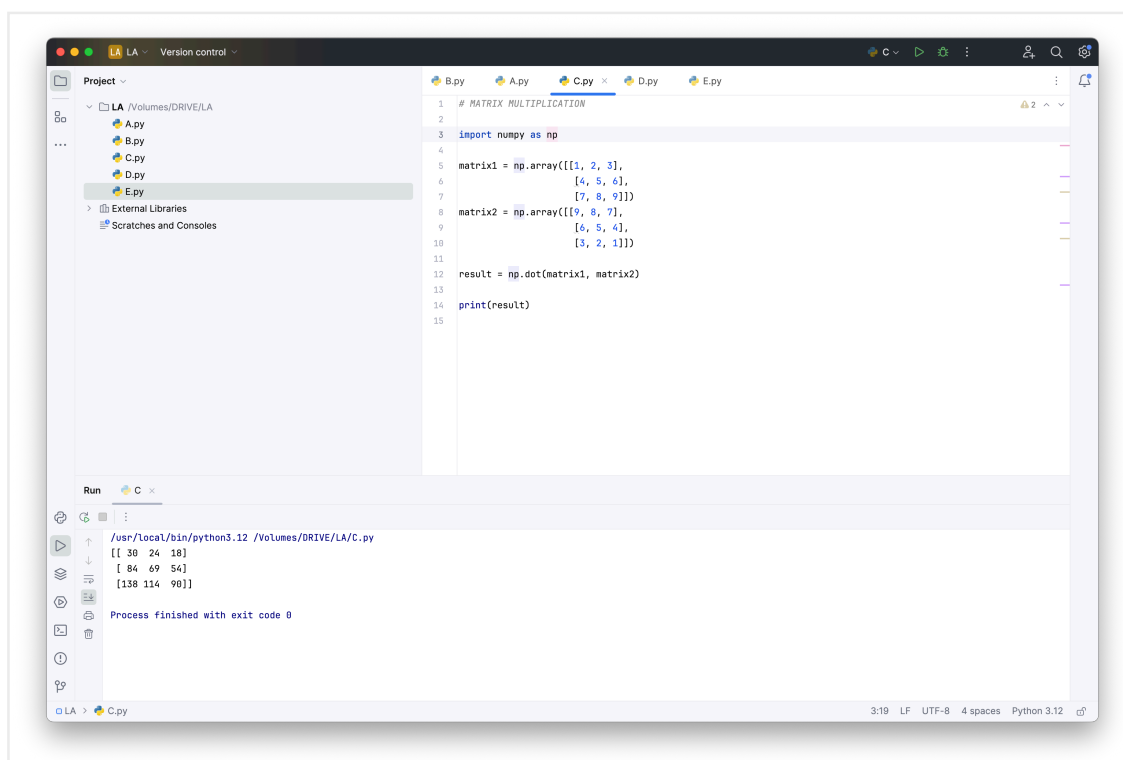 LA LA Version control C
Project
LA /Volumes/DRIVE/LA
A.py
B.py
C.py
D.py
E.py
External Libraries
Scratches and Consoles
B.py A.py C.py D.py E.py
1 # MATRIX MULTIPLICATION 2
2
3 import numpy as np
4
5 matrix1 = np.array([[1, 2, 3],
6 [4, 5, 6],
7 [7, 8, 9]])
8 matrix2 = np.array([[9, 8, 7],
9 [6, 5, 4],
10 [3, 2, 1]])
11
12 result = np.dot(matrix1, matrix2)
13
14 print(result)
15
Run C
/usr/local/bin/python3.12 /Volumes/DRIVE/LA/C.py
[[ 30 24 18]
[ 84 69 54]
[138 114 90]]
Process finished with exit code 0
LA > C.py 3:19 LF UTF-8 4 spaces Python 3.12